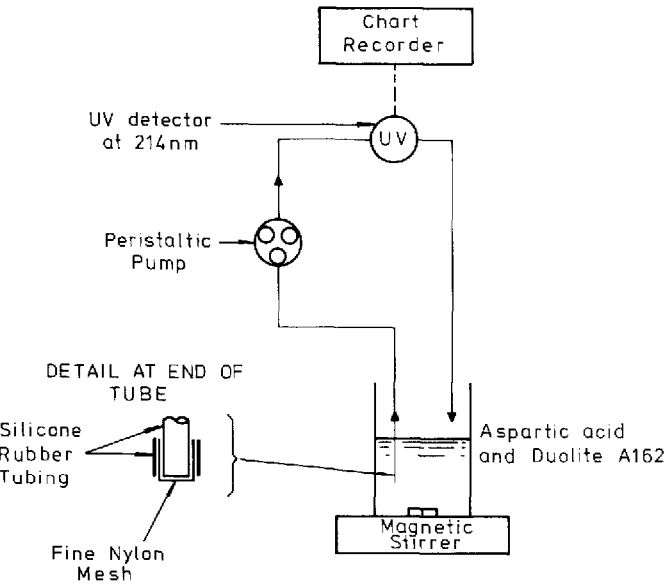 Chart
Recorder
UV detector
at 214nm
UV
Peristaltic
Pump
DETAIL AT END OF
TUBE
Silicone
Rubber
Tubing
Aspartic acid
and Duolite A162
Magnetic
Stirrer
Fine Nylon
Mesh